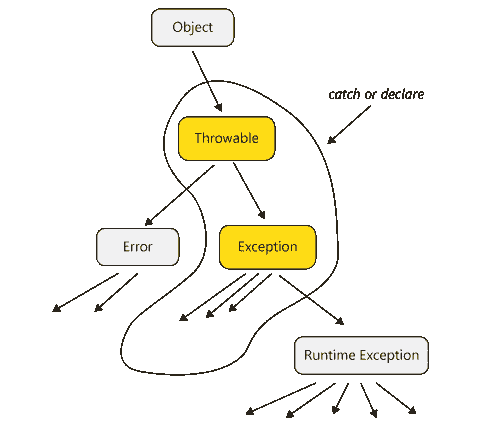 Object
catch or declare
Throwable
Error
Exception
Runtime Exception